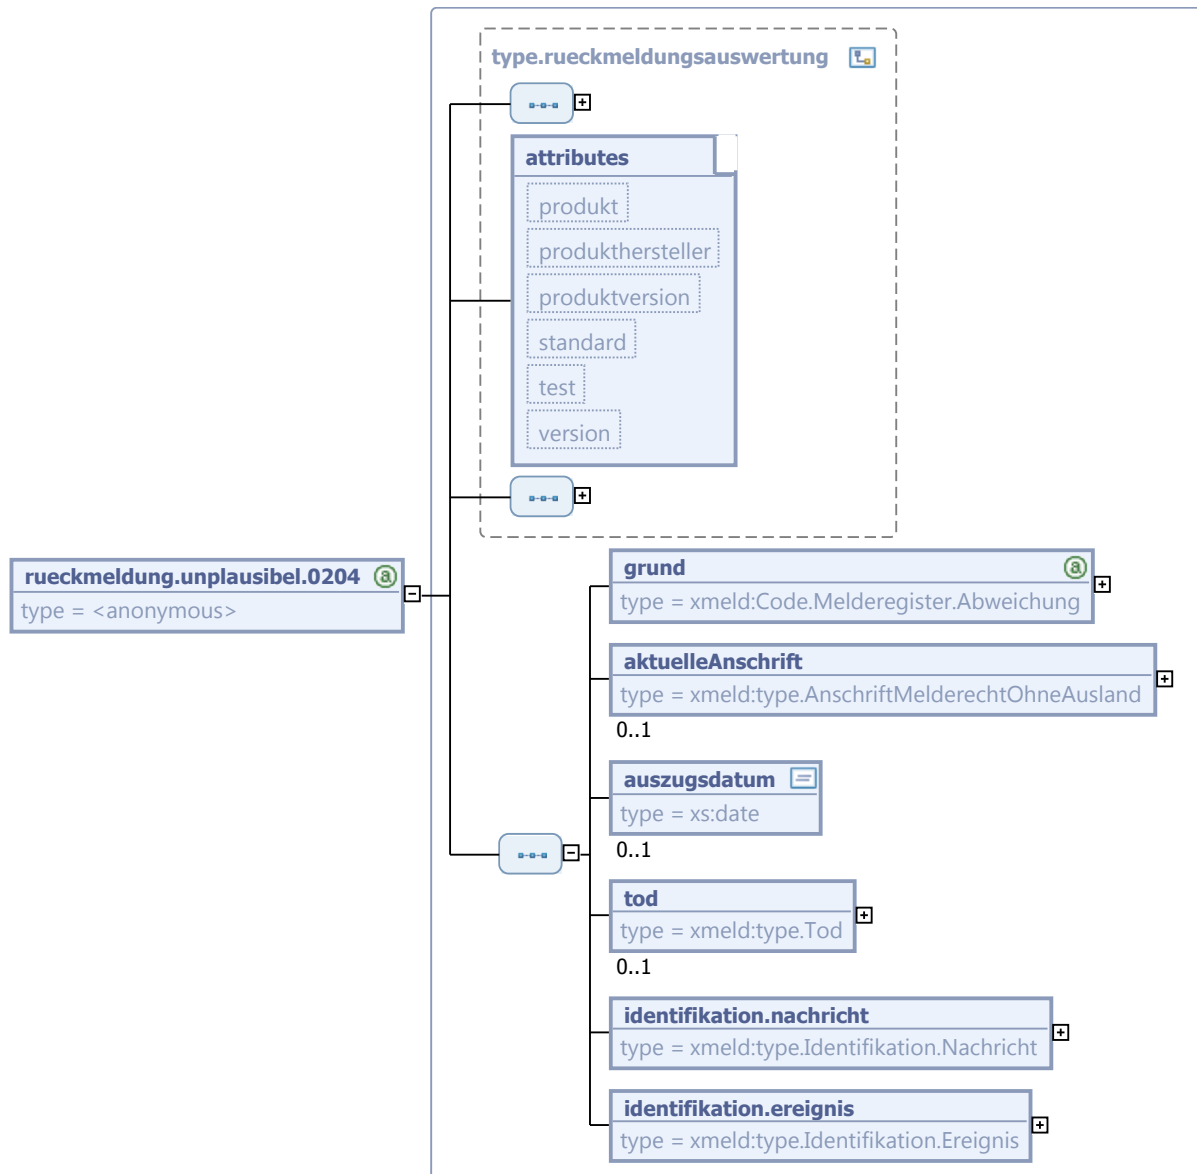 type.rueckmeldungsauswertung
attributes
produkt
produkthersteller
produktversion
standard
test
version
rueckmeldung.unplausibel.0204
type = <anonymous>
grund
type = xmeld:Code.Melderegister.Abweichung
aktuelleAnschrift
type = xmeld:type.AnschriftMelderechtOhneAusland
0..1
auszugsdatum
type = xs:date
0..1
tod
type = xmeld:type.Tod
0..1
identifikation.nachricht
type = xmeld:type.Identifikation.Nachricht
identifikation.ereignis
type = xmeld:type.Identifikation.Ereignis